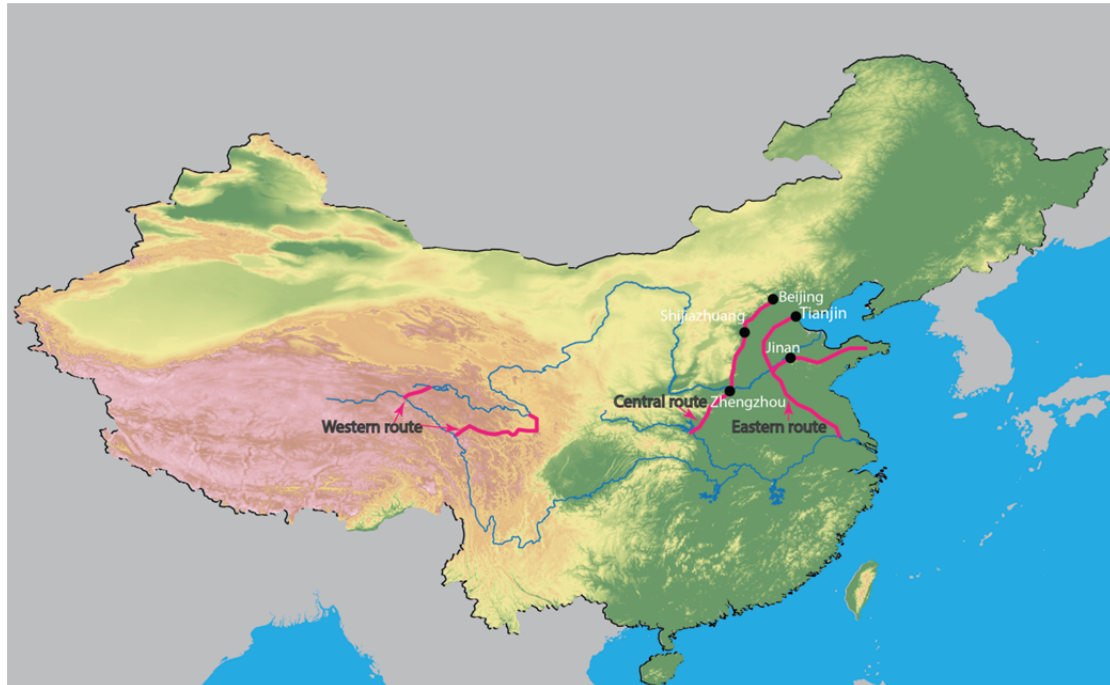 Beijing
Shijiazhuang
Tianjin
Jinan
Central route
Zhengzhou
Western route
Eastern route